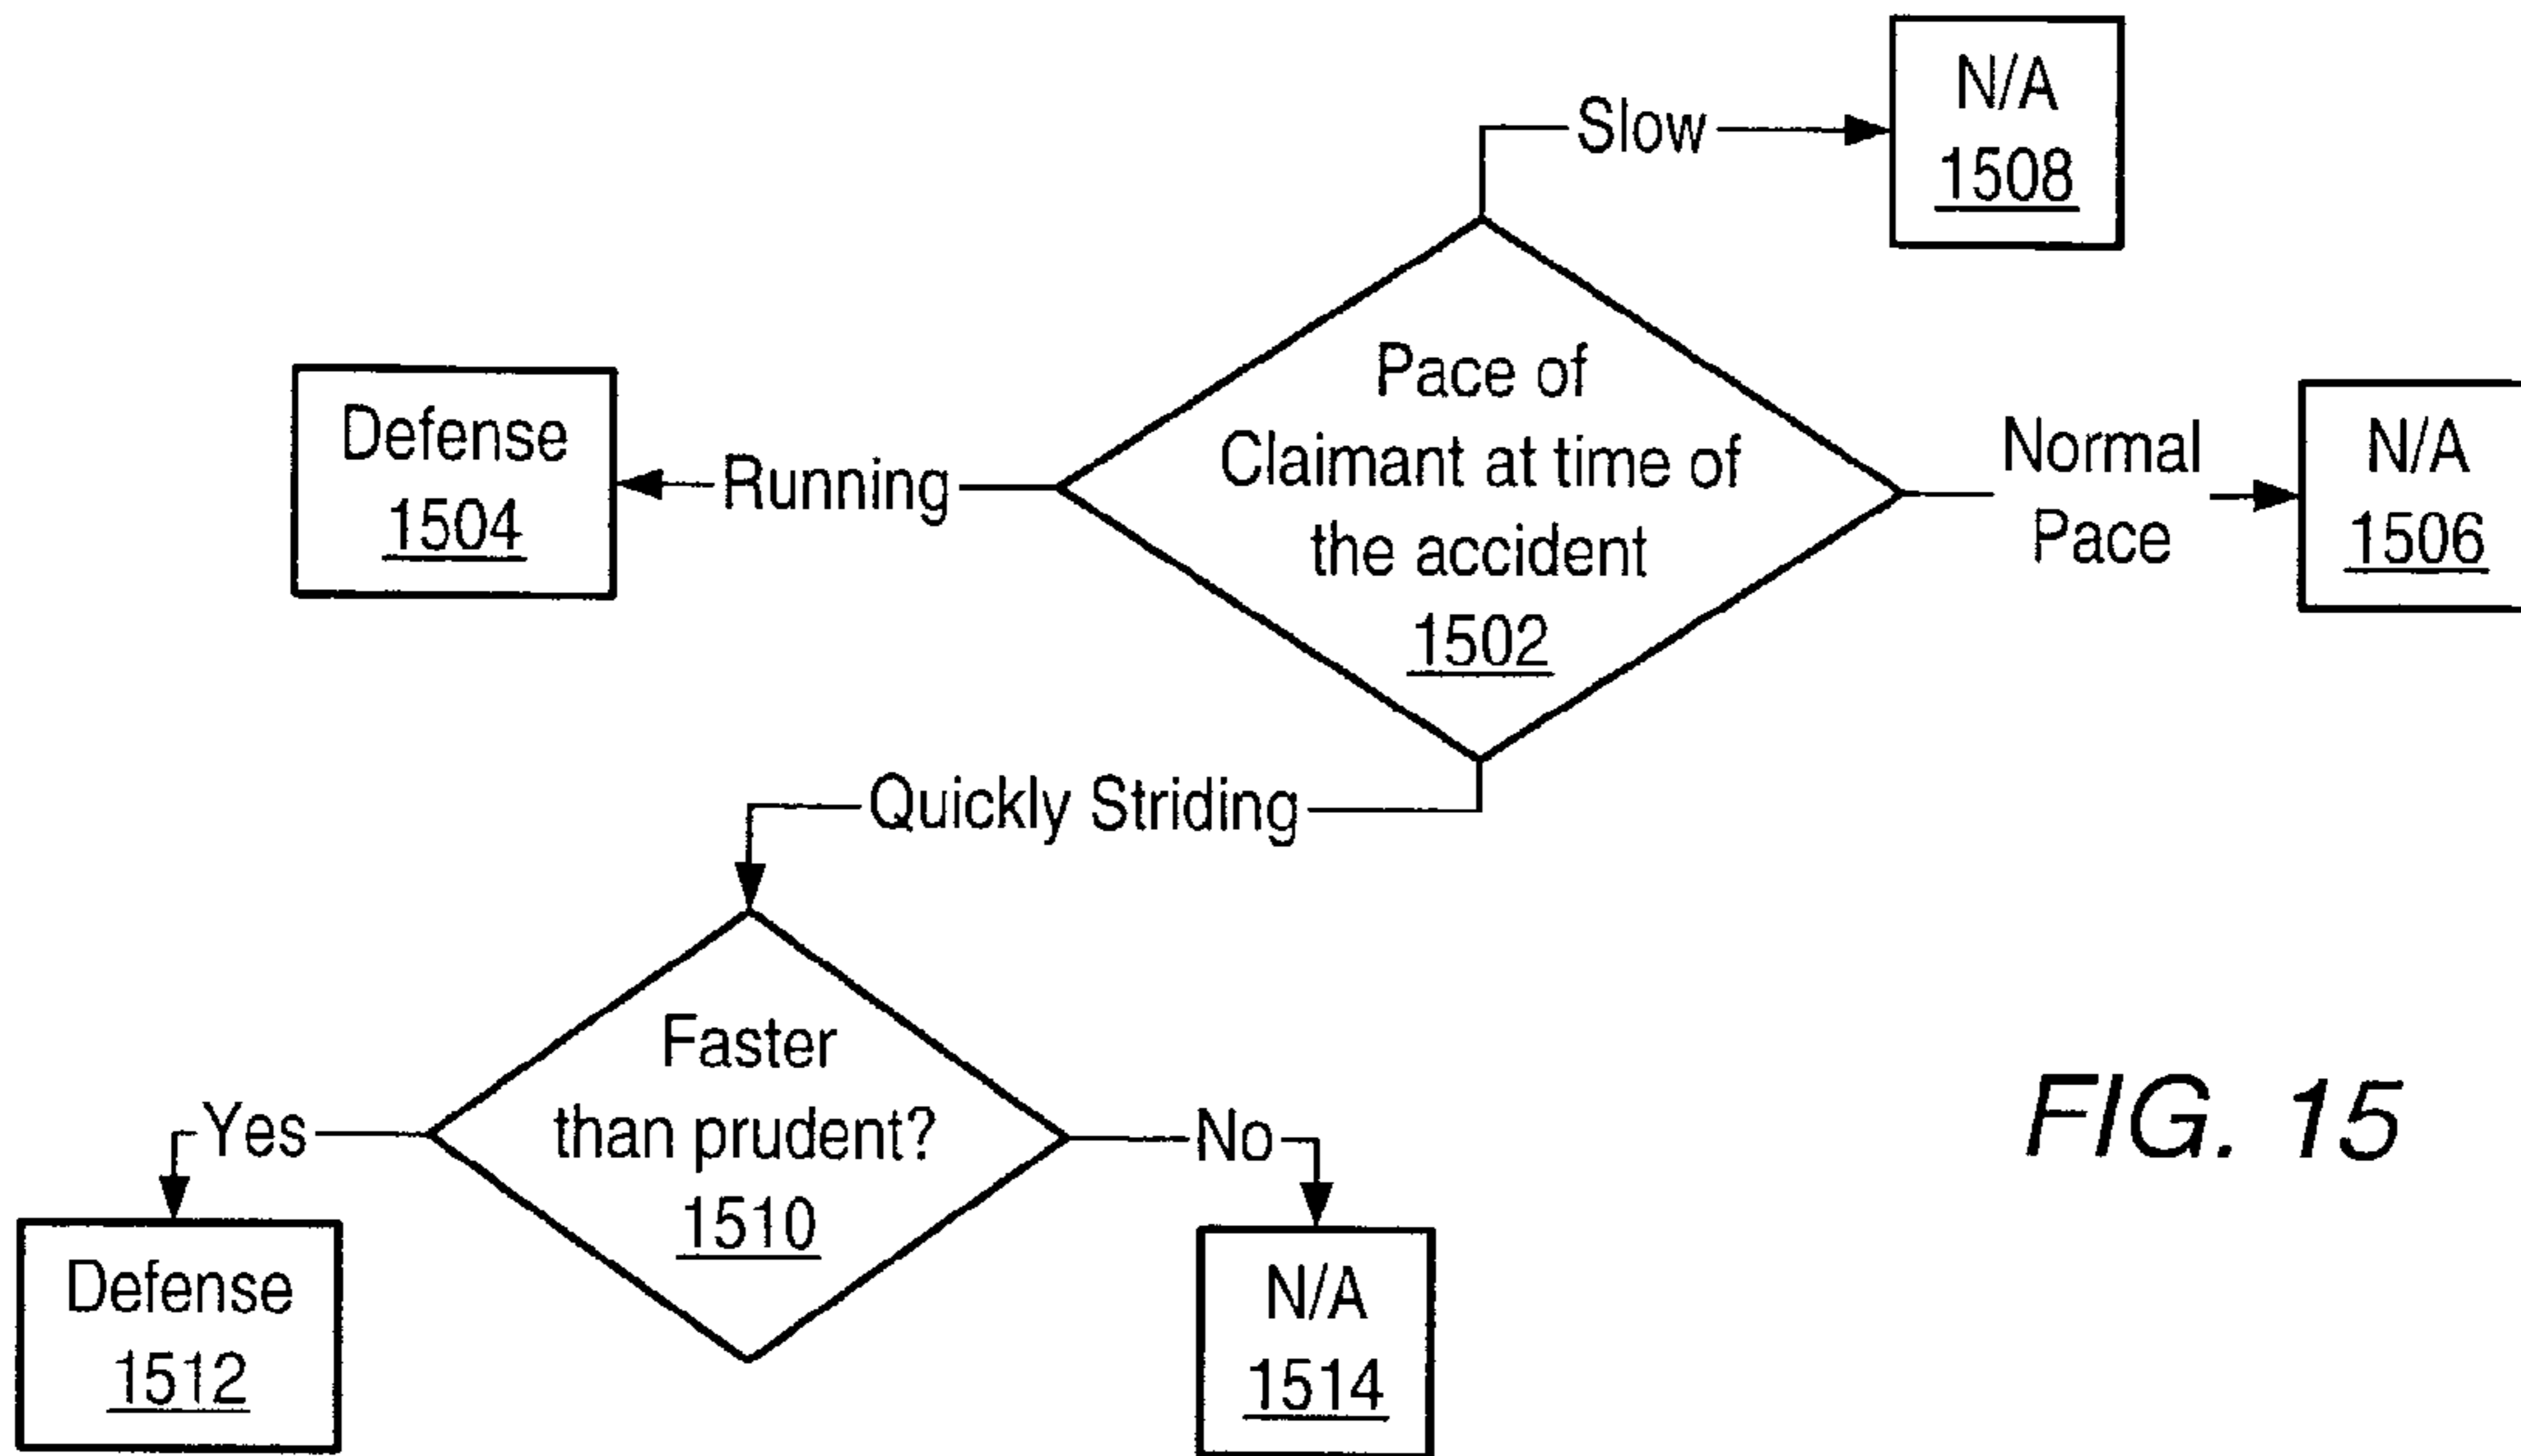 Slow
N/A
1508
Pace of
Claimant at time of
the accident
1502
Defense
1504
Running
Normal
Pace
N/A
1506
Quickly Striding
Faster
than prudent?
1510
Yes
No
Defense
1512
N/A
1514
FIG. 15